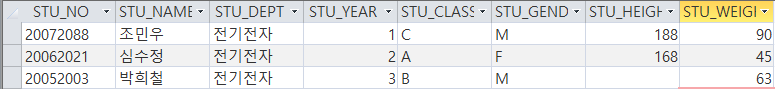 STU_NO STU_NAME STU_DEPT STU_YEAR STU_CLASS STU_GEND STU_HEIGH STU_WEIGI
20072088 조민우 전기전자 1 C M 188 90
20062021 심수정 전기전자 2 A F 168 45
20052003 박희철 전기전자 3 B M 63